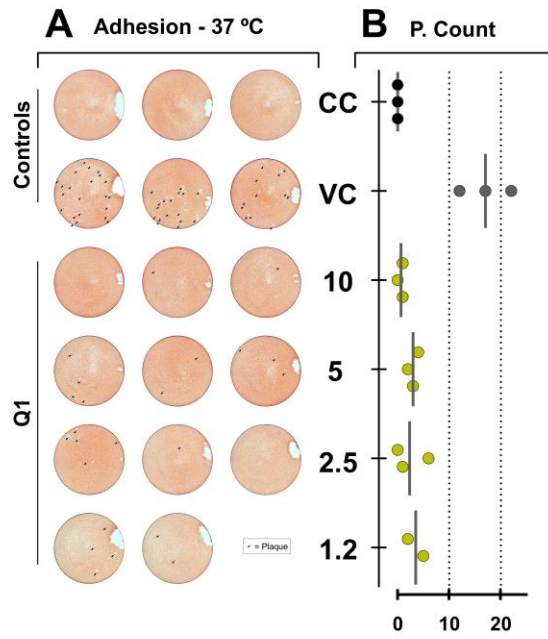 A Adhesion - 37 ºC
B P. Count
Controls
Q1
CC
VC
10
5
2.5
1.2
= Plaque
0 10 20